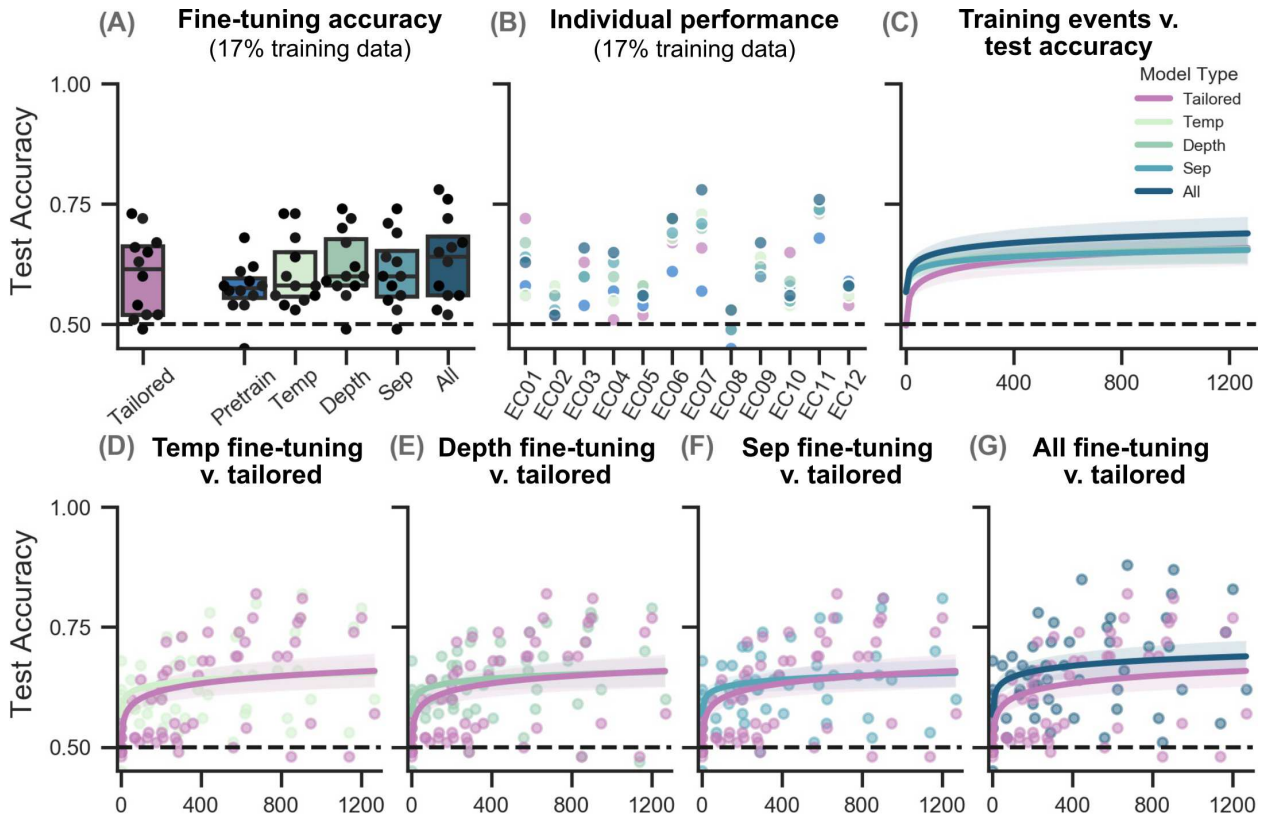 (A) Fine-tuning accuracy
(17% training data)
(B) Individual performance
(17% training data)
(C) Training events v.
test accuracy
Test Accuracy
1.00
0.75
0.50
Tailored
Pretrain
Temp
Depth
Sep
All
EC01
EC02
EC03
EC04
EC05
EC06
EC07
EC08
EC09
EC10
EC11
EC12
Model Type
Tailored
Temp
Depth
Sep
All
0 400 800 1200
(D) Temp fine-tuning
v. tailored
(E) Depth fine-tuning
v. tailored
(F) Sep fine-tuning
v. tailored
(G) All fine-tuning
v. tailored
Test Accuracy
1.00
0.75
0.50
0 400 800 1200
0 400 800 1200
0 400 800 1200
0 400 800 1200